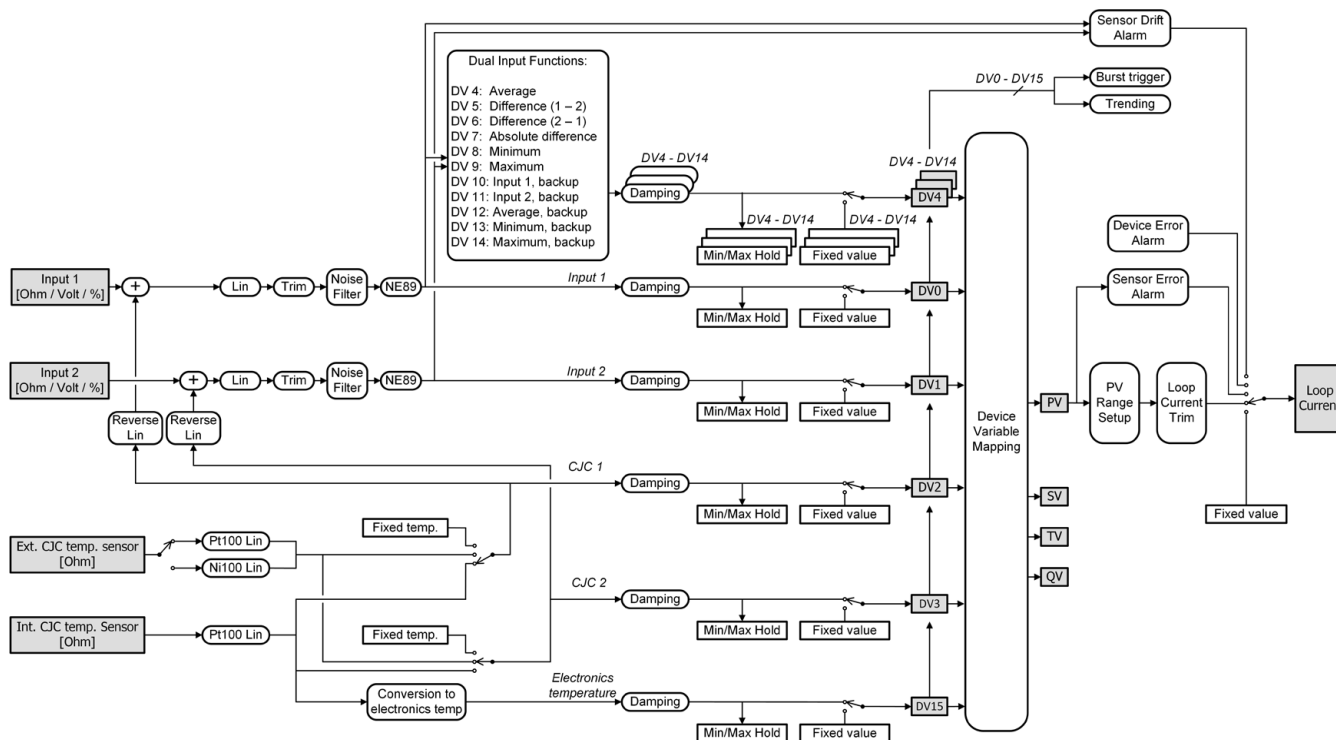 Sensor Drift
Alarm
Dual Input Functions:
DV 4: Average
DV 5: Difference (1 – 2)
DV 6: Difference (2 – 1)
DV 7: Absolute difference
DV 8: Minimum
DV 9: Maximum
DV 10: Input 1, backup
DV 11: Input 2, backup
DV 12: Average, backup
DV 13: Minimum, backup
DV 14: Maximum, backup
DV0 - DV15
Burst trigger
Trending
DV4 - DV14
DV4 - DV14
Damping
DV4
DV4 - DV14
DV4 - DV14
Min/Max Hold
Fixed value
Device Error
Alarm
Input 1
[Ohm / Volt / %]
+
Lin
Trim
Noise
Filter
NE89
Input 1
Damping
DV0
Min/Max Hold
Fixed value
Sensor Error
Alarm
Input 2
[Ohm / Volt / %]
+
Lin
Trim
Noise
Filter
NE89
Input 2
Damping
DV1
Min/Max Hold
Fixed value
Device
Variable
Mapping
PV
PV
Range
Setup
Loop
Current
Trim
Loop
Current
Reverse
Lin
Reverse
Lin
CJC 1
Damping
DV2
Min/Max Hold
Fixed value
SV
TV
QV
Fixed value
Ext. CJC temp. sensor
[Ohm]
Pt100 Lin
Ni100 Lin
Fixed temp.
CJC 2
Damping
DV3
Min/Max Hold
Fixed value
Int. CJC temp. Sensor
[Ohm]
Pt100 Lin
Fixed temp.
Conversion to
electronics temp
Electronics
temperature
Damping
DV15
Min/Max Hold
Fixed value